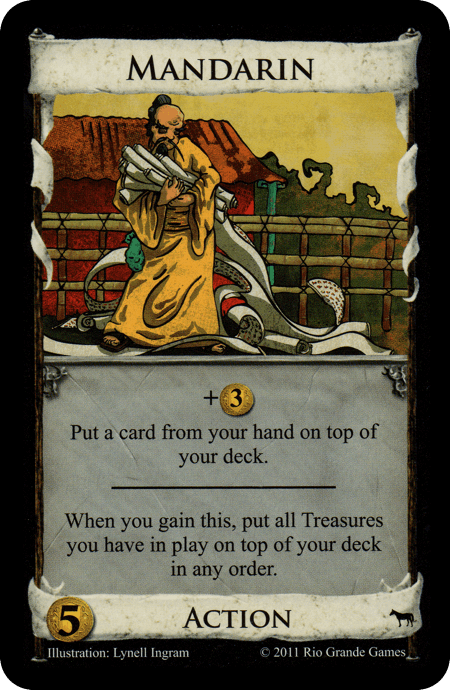 MANDARIN
+3
Put a card from your hand on top of
your deck.
When you gain this, put all Treasures
you have in play on top of your deck
in any order.
5 ACTION
Illustration: Lynell Ingram © 2011 Rio Grande Games